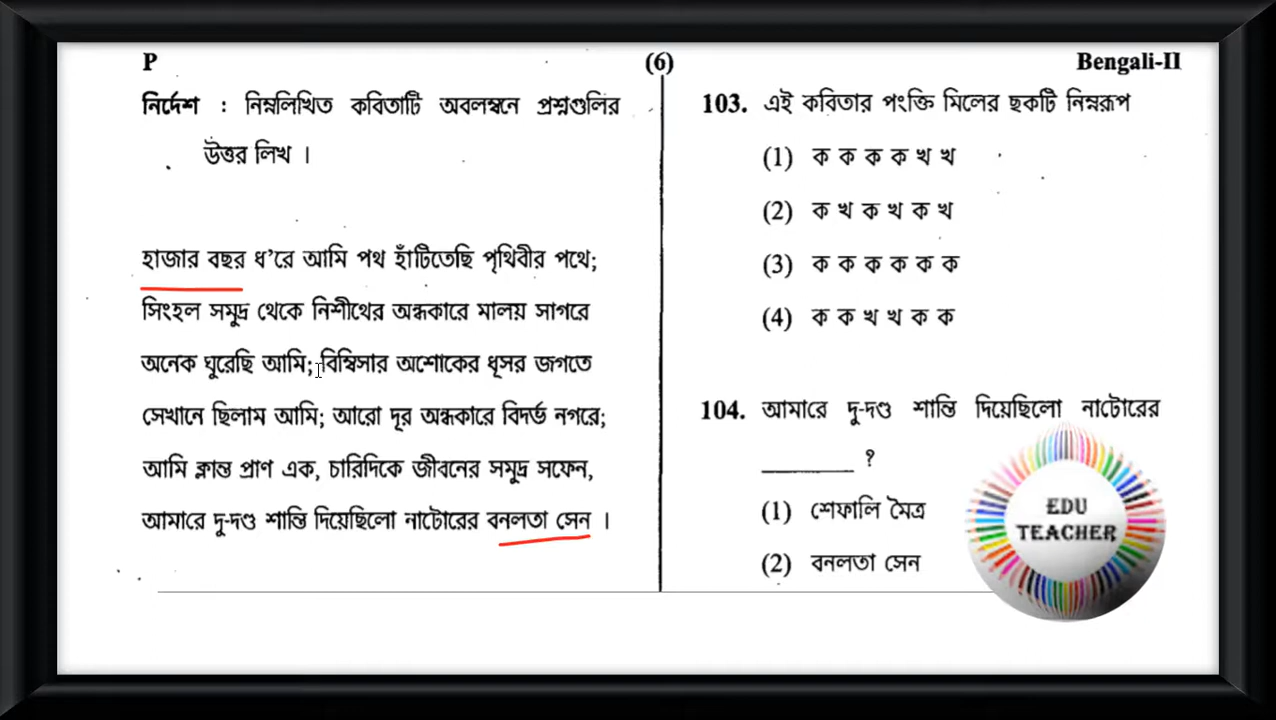 P
(6)
Bengali-II
নির্দেশ : নিম্নলিখিত কবিতাটি অবলম্বনে প্রশ্নগুলির
উত্তর লিখ ।
হাজার বছর ধ'রে আমি পথ হাঁটিতেছি পৃথিবীর পথে;
সিংহল সমুদ্র থেকে নিশীথের অন্ধকারে মালয় সাগরে
অনেক ঘুরেছি আমি; বিম্বিসার অশোকের ধূসর জগতে
সেখানে ছিলাম আমি; আরো দূর অন্ধকারে বিদর্ভ নগরে;
আমি ক্লান্ত প্রাণ এক, চারিদিকে জীবনের সমুদ্র সফেন,
আমারে দু-দণ্ড শান্তি দিয়েছিলো নাটোরের বনলতা সেন ।
103. এই কবিতার পংক্তি মিলের ছকটি নিম্নরূপ
(1) ক ক ক ক খ খ
(2) ক খ ক খ ক খ
(3) ক ক ক ক ক ক
(4) ক ক খ খ ক ক
104. আমারে দু-দণ্ড শান্তি দিয়েছিলো নাটোরের
________ ?
(1) শেফালি মৈত্র
(2) বনলতা সেন
EDU
TEACHER